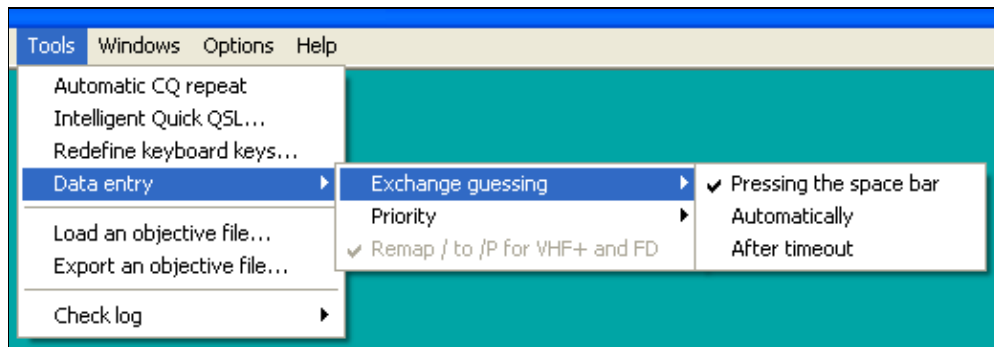 Tools Windows Options Help
Automatic CQ repeat
Intelligent Quick QSL...
Redefine keyboard keys...
Data entry
Load an objective file...
Export an objective file...
Check log
Exchange guessing
Priority
Remap / to /P for VHF+ and FD
Pressing the space bar
Automatically
After timeout